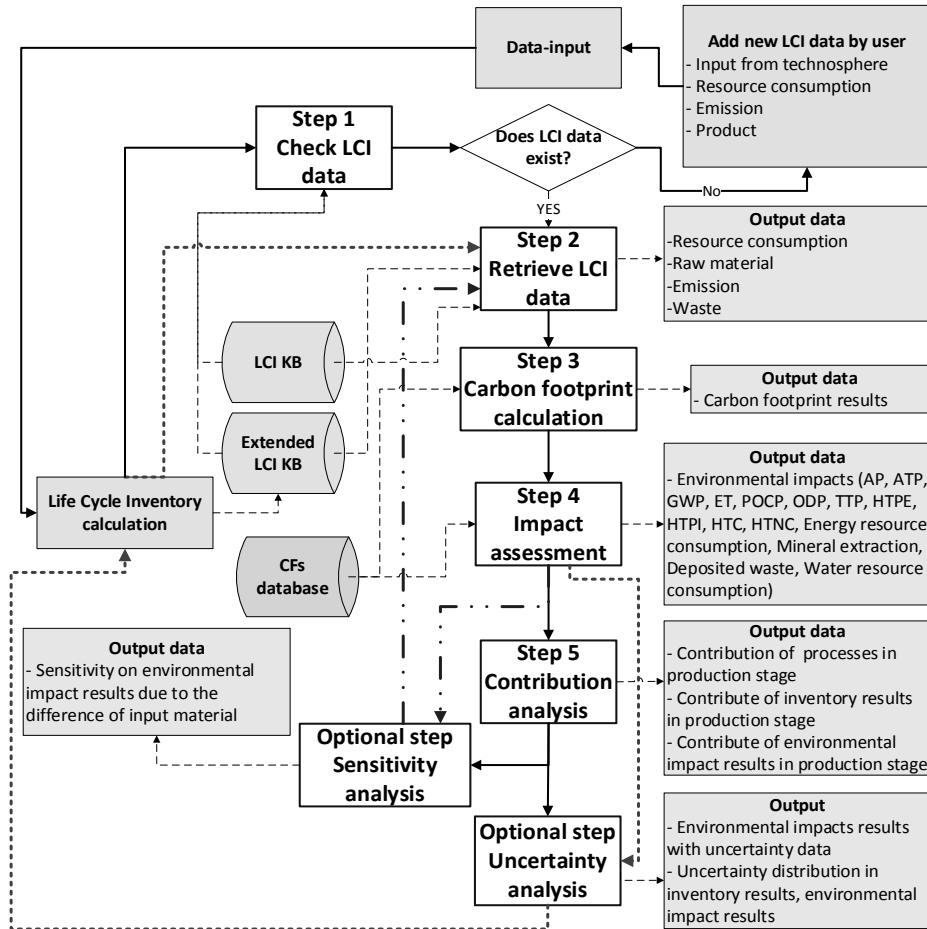 Data-input
Add new LCI data by user
- Input from technosphere
- Resource consumption
- Emission
- Product
Step 1
Check LCI
data
Does LCI data
exist?
No
YES
Step 2
Retrieve LCI
data
Output data
-Resource consumption
-Raw material
-Emission
-Waste
LCI KB
Step 3
Carbon footprint
calculation
Output data
- Carbon footprint results
Extended
LCI KB
Life Cycle Inventory
calculation
Step 4
Impact
assessment
Output data
- Environmental impacts (AP, ATP,
GWP, ET, POCP, ODP, TTP, HTPE,
HTPI, HTC, HTNC, Energy resource
consumption, Mineral extraction,
Deposited waste, Water resource
consumption)
CFs
database
Output data
- Sensitivity on environmental
impact results due to the
difference of input material
Step 5
Contribution
analysis
Output data
- Contribution of  processes in
production stage
- Contribute of inventory results
in production stage
- Contribute of environmental
impact results in production stage
Optional step
Sensitivity
analysis
Optional step
Uncertainty
analysis
Output
- Environmental impacts results
with uncertainty data
- Uncertainty distribution in
inventory results, environmental
impact results